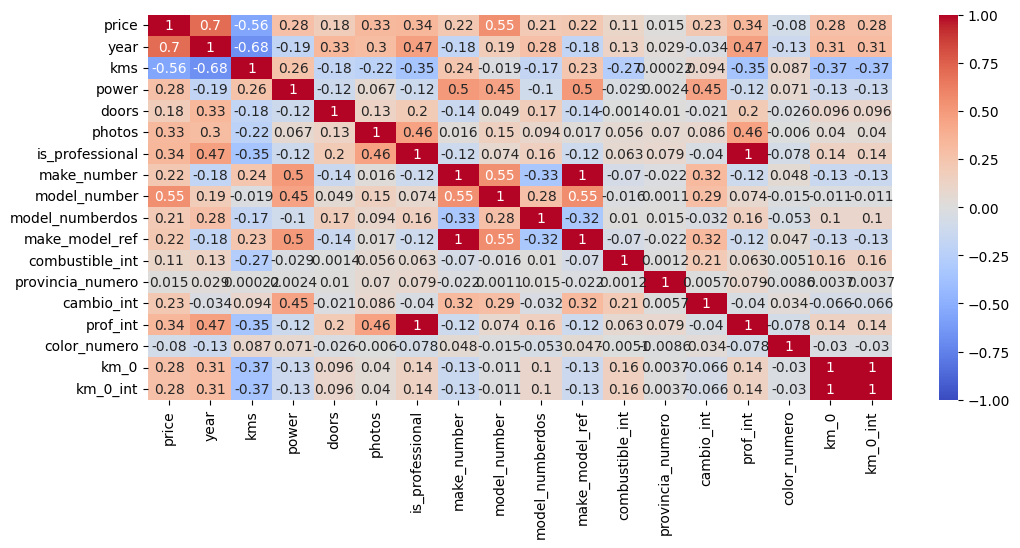 price 1 0.7 -0.56 0.28 0.18 0.33 0.34 0.22 0.55 0.21 0.22 0.11 0.015 0.23 0.34 -0.08 0.28 0.28
year 0.7 1 -0.68 -0.19 0.33 0.3 0.47 -0.18 0.19 0.28 -0.18 0.13 0.029 -0.034 0.47 -0.13 0.31 0.31
kms -0.56 -0.68 1 0.26 -0.18 -0.22 -0.35 0.24 -0.019 -0.17 0.23 -0.27 0.00022 0.094 -0.35 0.087 -0.37 -0.37
power 0.28 -0.19 0.26 1 -0.12 0.067 -0.12 0.5 0.45 -0.1 0.5 -0.029 0.0024 0.45 -0.12 0.071 -0.13 -0.13
doors 0.18 0.33 -0.18 -0.12 1 0.13 0.2 -0.14 0.049 0.17 -0.14 -0.0014 0.01 -0.021 0.2 -0.026 0.096 0.096
photos 0.33 0.3 -0.22 0.067 0.13 1 0.46 0.016 0.15 0.094 0.017 0.056 0.07 0.086 0.46 -0.006 0.04 0.04
is_professional 0.34 0.47 -0.35 -0.12 0.2 0.46 1 -0.12 0.074 0.16 -0.12 0.063 0.079 -0.04 1 -0.078 0.14 0.14
make_number 0.22 -0.18 0.24 0.5 -0.14 0.016 -0.12 1 0.55 -0.33 1 -0.07 -0.022 0.32 -0.12 0.048 -0.13 -0.13
model_number 0.55 0.19 -0.019 0.45 0.049 0.15 0.074 0.55 1 0.28 0.55 -0.016 0.0011 0.29 0.074 -0.015 -0.011 -0.011
model_numberdos 0.21 0.28 -0.17 -0.1 0.17 0.094 0.16 -0.33 0.28 1 -0.32 0.01 0.015 -0.032 0.16 -0.053 0.1 0.1
make_model_ref 0.22 -0.18 0.23 0.5 -0.14 0.017 -0.12 1 0.55 -0.32 1 -0.07 -0.022 0.32 -0.12 0.047 -0.13 -0.13
combustible_int 0.11 0.13 -0.27 -0.029 -0.0014 0.056 0.063 -0.07 -0.016 0.01 -0.07 1 0.0012 0.21 0.063 -0.0051 0.16 0.16
provincia_numero 0.015 0.029 0.00022 0.0024 0.01 0.07 0.079 -0.022 0.0011 0.015 -0.022 0.0012 1 0.0057 0.079 0.0086 0.0037 0.0037
cambio_int 0.23 -0.034 0.094 0.45 -0.021 0.086 -0.04 0.32 0.29 -0.032 0.32 0.21 0.0057 1 -0.04 0.034 -0.066 -0.066
prof_int 0.34 0.47 -0.35 -0.12 0.2 0.46 1 -0.12 0.074 0.16 -0.12 0.063 0.079 -0.04 1 -0.078 0.14 0.14
color_numero -0.08 -0.13 0.087 0.071 -0.026 -0.006 -0.078 0.048 -0.015 -0.053 0.047 -0.0051 0.0086 0.034 -0.078 1 -0.03 -0.03
km_0 0.28 0.31 -0.37 -0.13 0.096 0.04 0.14 -0.13 -0.011 0.1 -0.13 0.16 0.0037 -0.066 0.14 -0.03 1 1
km_0_int 0.28 0.31 -0.37 -0.13 0.096 0.04 0.14 -0.13 -0.011 0.1 -0.13 0.16 0.0037 -0.066 0.14 -0.03 1 1
price year kms power doors photos is_professional make_number model_number model_numberdos make_model_ref combustible_int provincia_numero cambio_int prof_int color_numero km_0 km_0_int
1.00
0.75
0.50
0.25
0.00
-0.25
-0.50
-0.75
-1.00